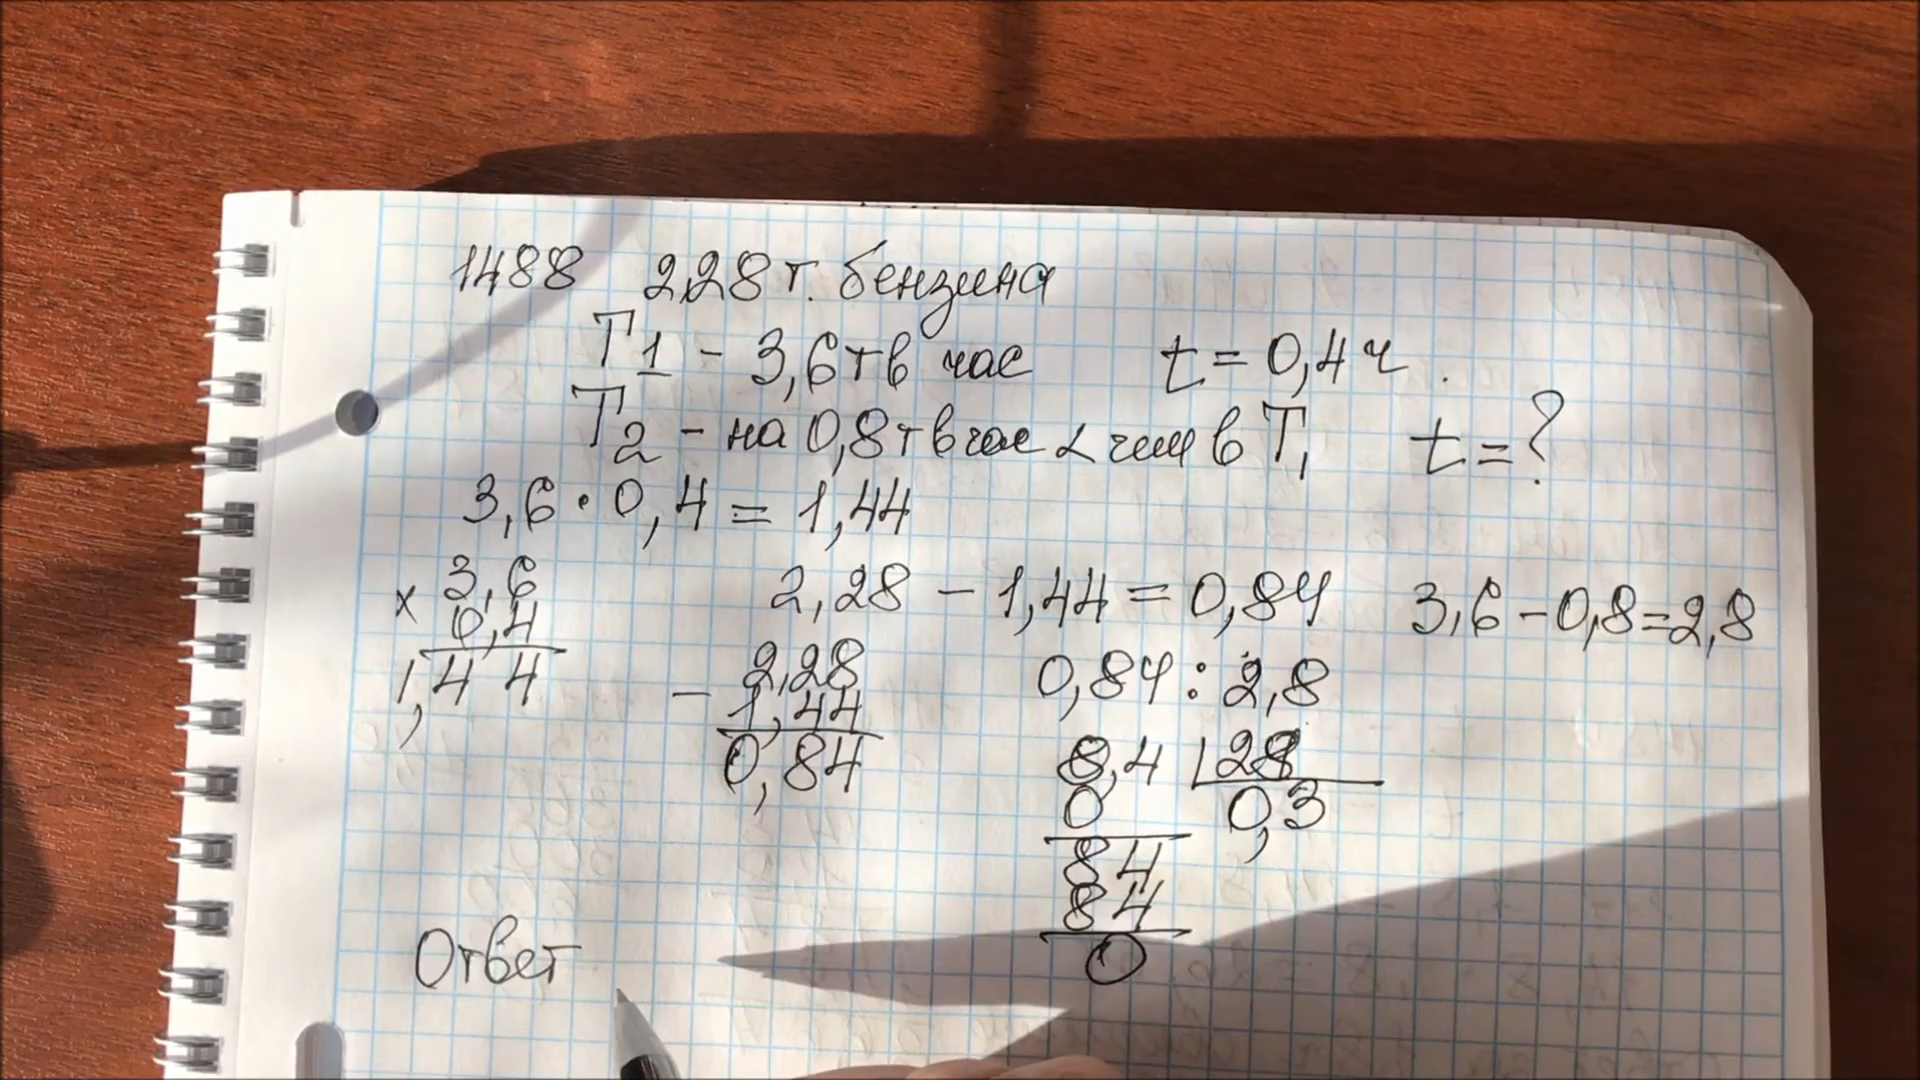 1488 2,28 т. бензина
Т1 - 3,6 т в час t = 0,4 ч.
Т2 - на 0,8 т в час < чем в Т1 t = ?
3,6 · 0,4 = 1,44
2,28 - 1,44 = 0,84 3,6 - 0,8 = 2,8
× 3,6
0,4
1,44
- 2,28
1,44
0,84
0,84 : 2,8
8,4 28
0 0,3
84
84
0
Ответ